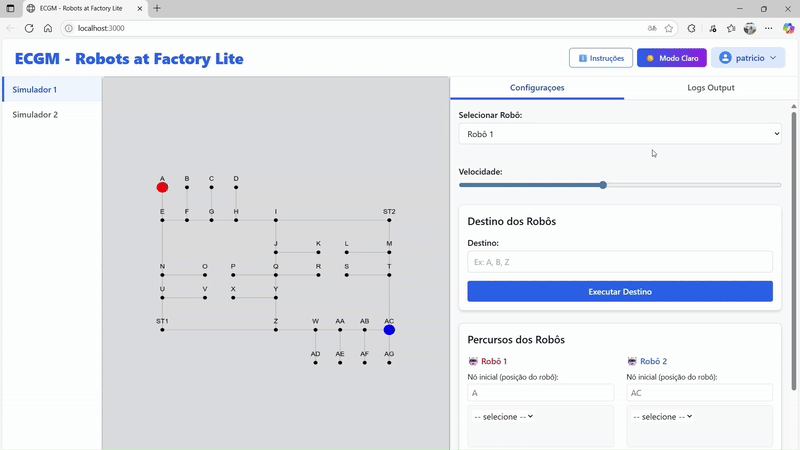 ECGM - Robots at Factory Lite
localhost:3000
ECGM - Robots at Factory Lite
Instruções
Modo Claro
patricio
Simulador 1
Simulador 2
A B C D
E F G H I ST2
J K L M
N O P Q R S T
U V X Y
ST1 Z W AA AB AC
AD AE AF AG
Configuraçoes
Logs Output
Selecionar Robô:
Robô 1
Velocidade:
Destino dos Robôs
Destino:
Ex: A, B, Z
Executar Destino
Percursos dos Robôs
Robô 1
Robô 2
Nó inicial (posição do robô):
Nó inicial (posição do robô):
A
AC
-- selecione --
-- selecione --